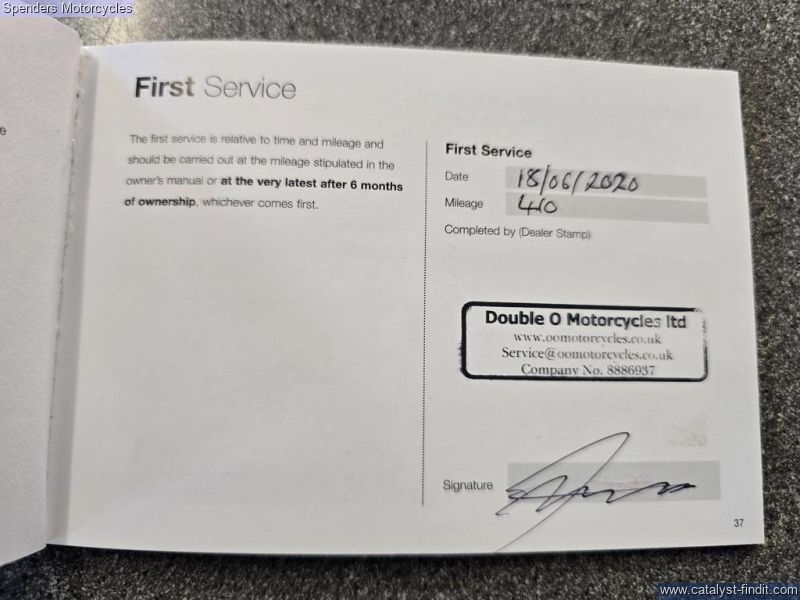 Spenders Motorcycles
e
First Service
The first service is relative to time and mileage and
should be carried out at the mileage stipulated in the
owner's manual or at the very latest after 6 months
of ownership, whichever comes first.
First Service
Date 18/06/2020
Mileage 410
Completed by (Dealer Stamp)
Double O Motorcycles ltd
www.oomotorcycles.co.uk
Service@oomotorcycles.co.uk
Company No. 8886937
Signature
37
www.catalyst-findit.com